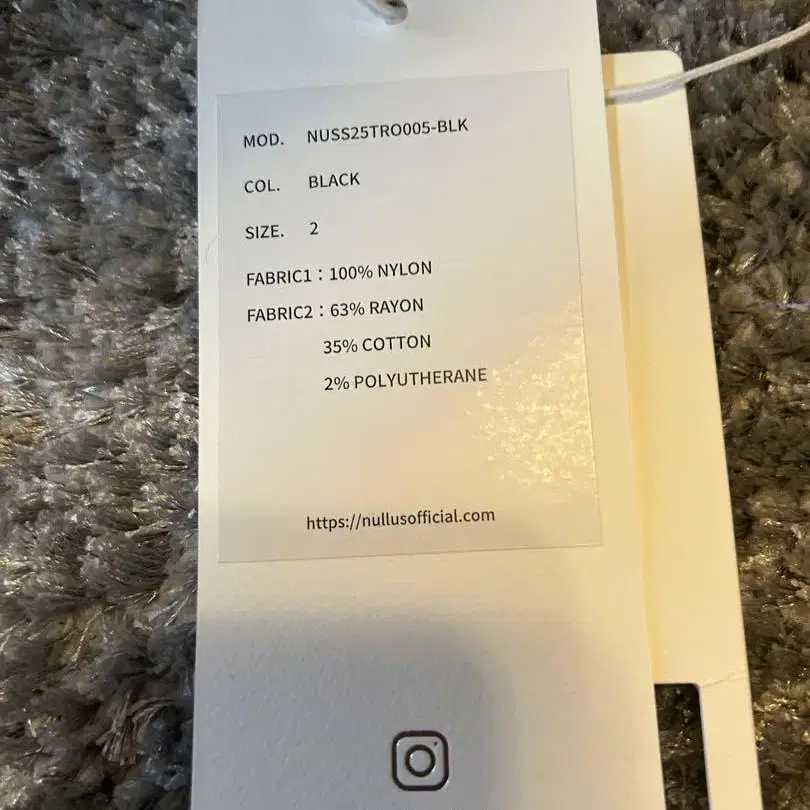 MOD. NUSS25TRO005-BLK
COL. BLACK
SIZE. 2
FABRIC1 : 100% NYLON
FABRIC2 : 63% RAYON
35% COTTON
2% POLYUTHERANE
https://nullusofficial.com